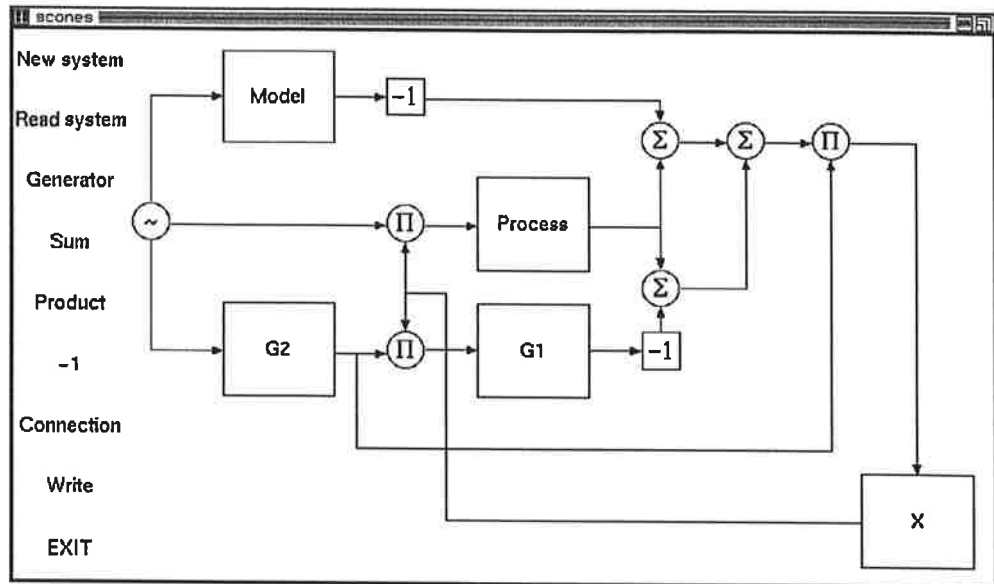 scones
New system
Read system
Generator
Sum
Product
-1
Connection
Write
EXIT
Model
-1
Σ
Σ
Π
~
Π
Process
Σ
G2
Π
G1
-1
X